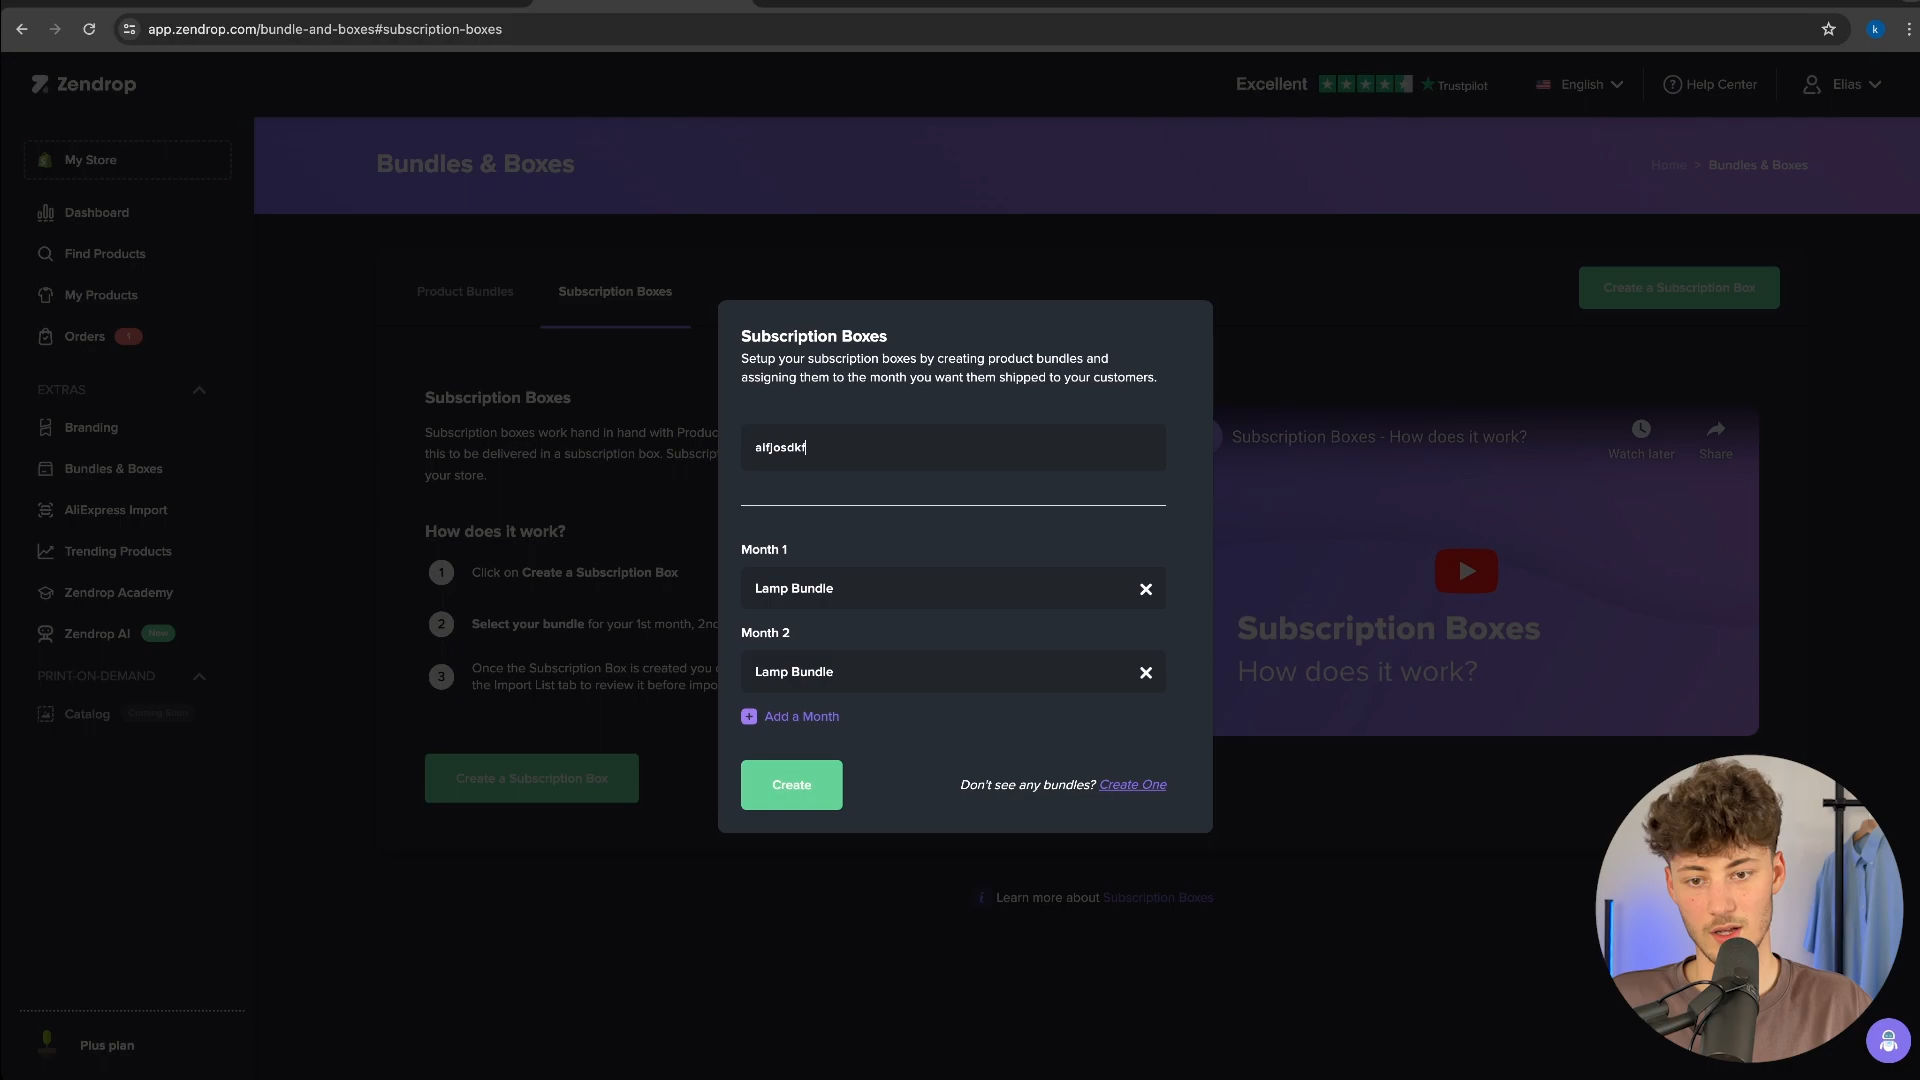 app.zendrop.com/bundle-and-boxes#subscription-boxes
k
Zendrop
Excellent
Trustpilot
English
Help Center
Elias
My Store
Dashboard
Find Products
My Products
Orders 1
EXTRAS
Branding
Bundles & Boxes
AliExpress Import
Trending Products
Zendrop Academy
Zendrop AI New
PRINT-ON-DEMAND
Catalog Coming Soon
Plus plan
Bundles & Boxes
Home > Bundles & Boxes
Product Bundles
Subscription Boxes
Create a Subscription Box
Subscription Boxes
Subscription boxes work hand in hand with Produc
this to be delivered in a subscription box. Subscrip
your store.
How does it work?
1 Click on Create a Subscription Box
2 Select your bundle for your 1st month, 2nd
3 Once the Subscription Box is created you
the Import List tab to review it before impo
Create a Subscription Box
Subscription Boxes
Setup your subscription boxes by creating product bundles and
assigning them to the month you want them shipped to your customers.
alfjosdkf
Month 1
Lamp Bundle
Month 2
Lamp Bundle
Add a Month
Create
Don't see any bundles? Create One
Subscription Boxes - How does it work?
Watch later
Share
Subscription Boxes
How does it work?
Learn more about Subscription Boxes